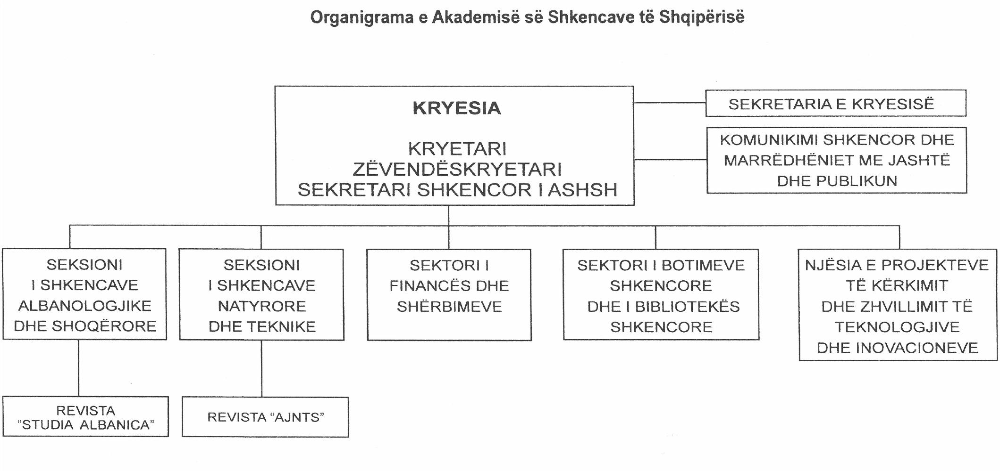 Organigrama e Akademisë së Shkencave të Shqipërisë
KRYESIA
KRYETARI
ZËVENDËSKRYETARI
SEKRETARI SHKENCOR I ASHSH
SEKRETARIA E KRYESISË
KOMUNIKIMI SHKENCOR DHE
MARRËDHËNIET ME JASHTË
DHE PUBLIKUN
SEKSIONI
I SHKENCAVE
ALBANOLOGJIKE
DHE SHOQËRORE
SEKSIONI
I SHKENCAVE
NATYRORE
DHE TEKNIKE
SEKTORI I
FINANCËS DHE
SHËRBIMEVE
SEKTORI I BOTIMEVE
SHKENCORE
DHE I BIBLIOTEKËS
SHKENCORE
NJËSIA E PROJEKTEVE
TË KËRKIMIT
DHE ZHVILLIMIT TË
TEKNOLOGJIVE
DHE INOVACIONEVE
REVISTA
“STUDIA ALBANICA”
REVISTA “AJNTS”